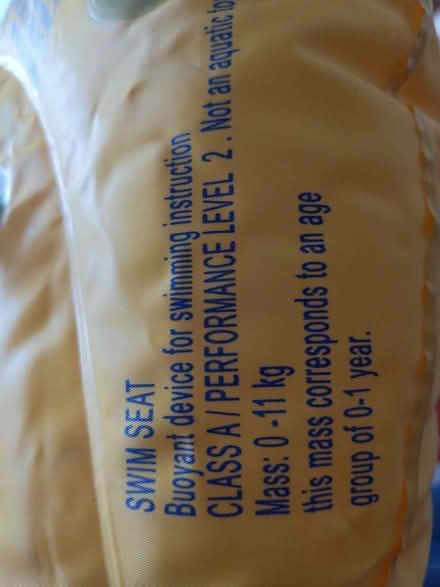 SWIM SEAT
Buoyant device for swimming instruction
CLASS A / PERFORMANCE LEVEL 2 . Not an aquatic
Mass: 0 -11 kg
this mass corresponds to an age
group of 0-1 year.